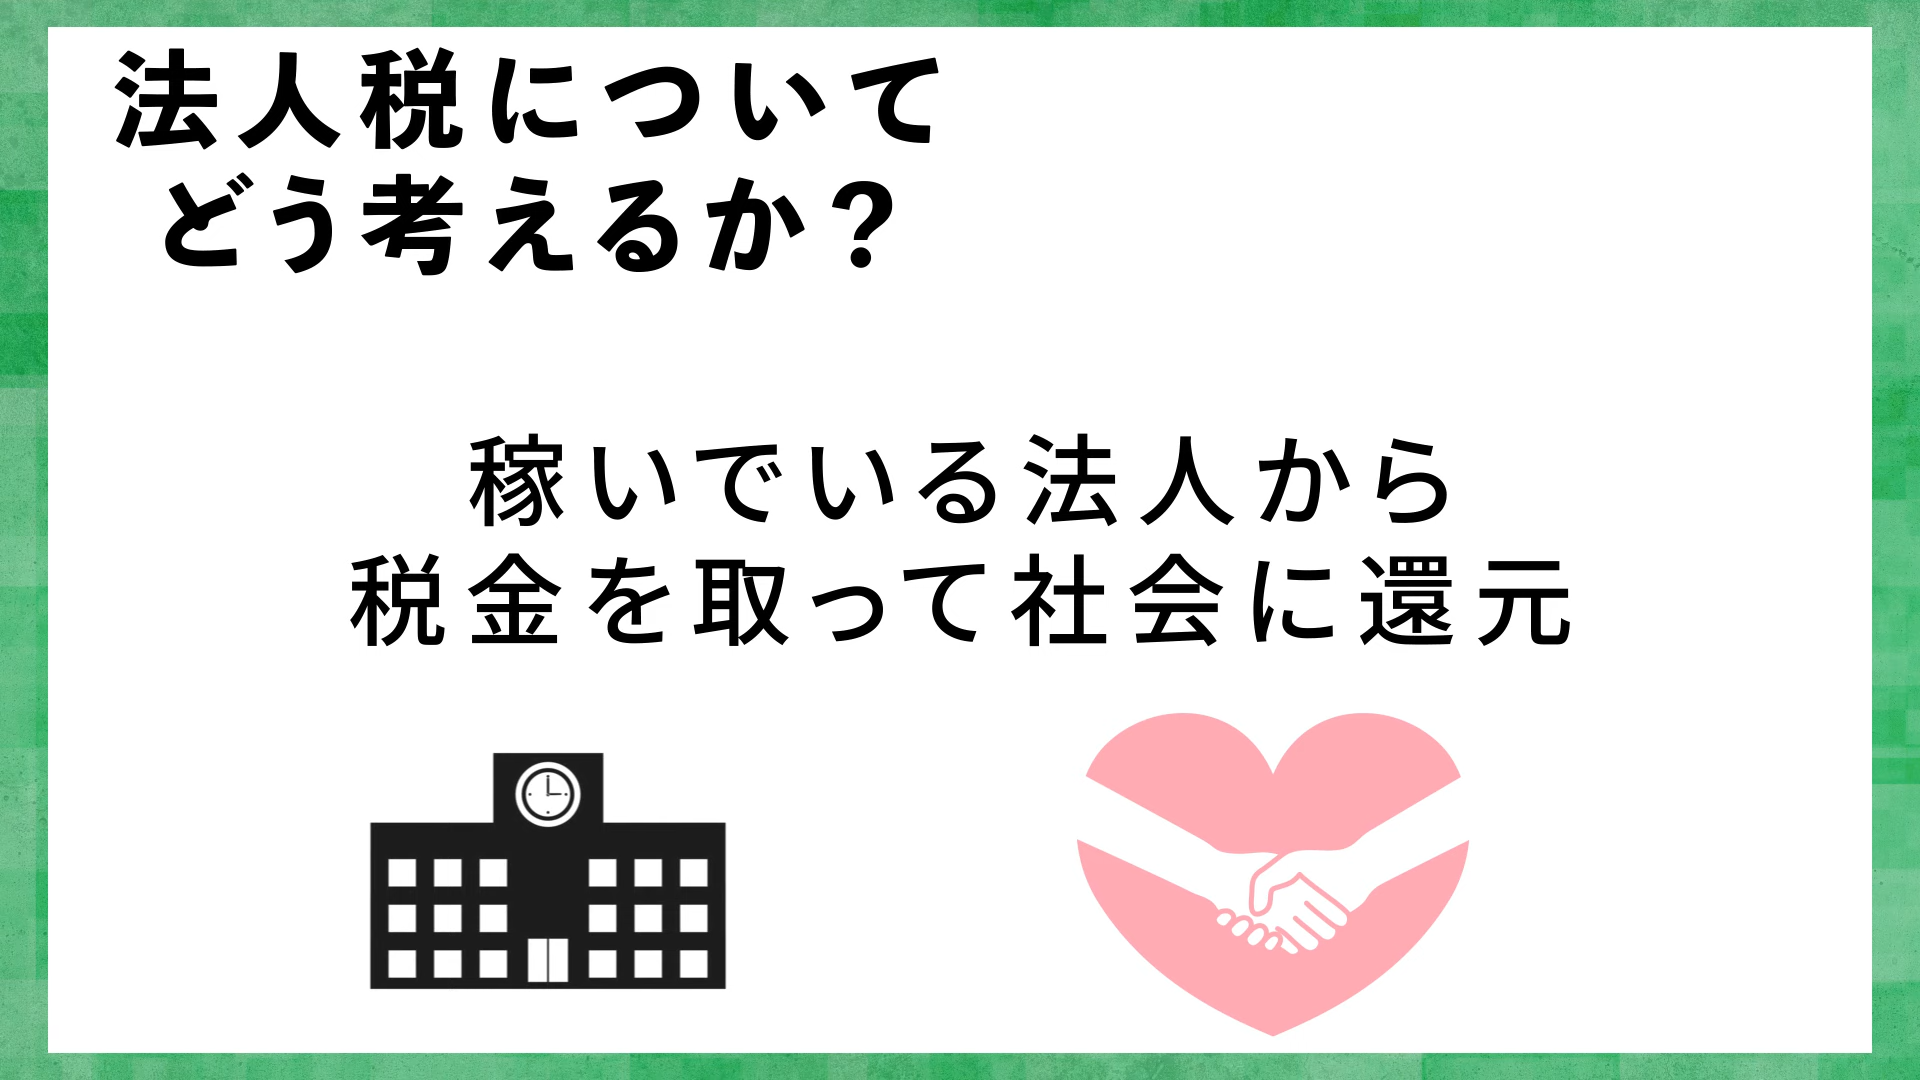 法人税について
どう考えるか？
稼いでいる法人から
税金を取って社会に還元